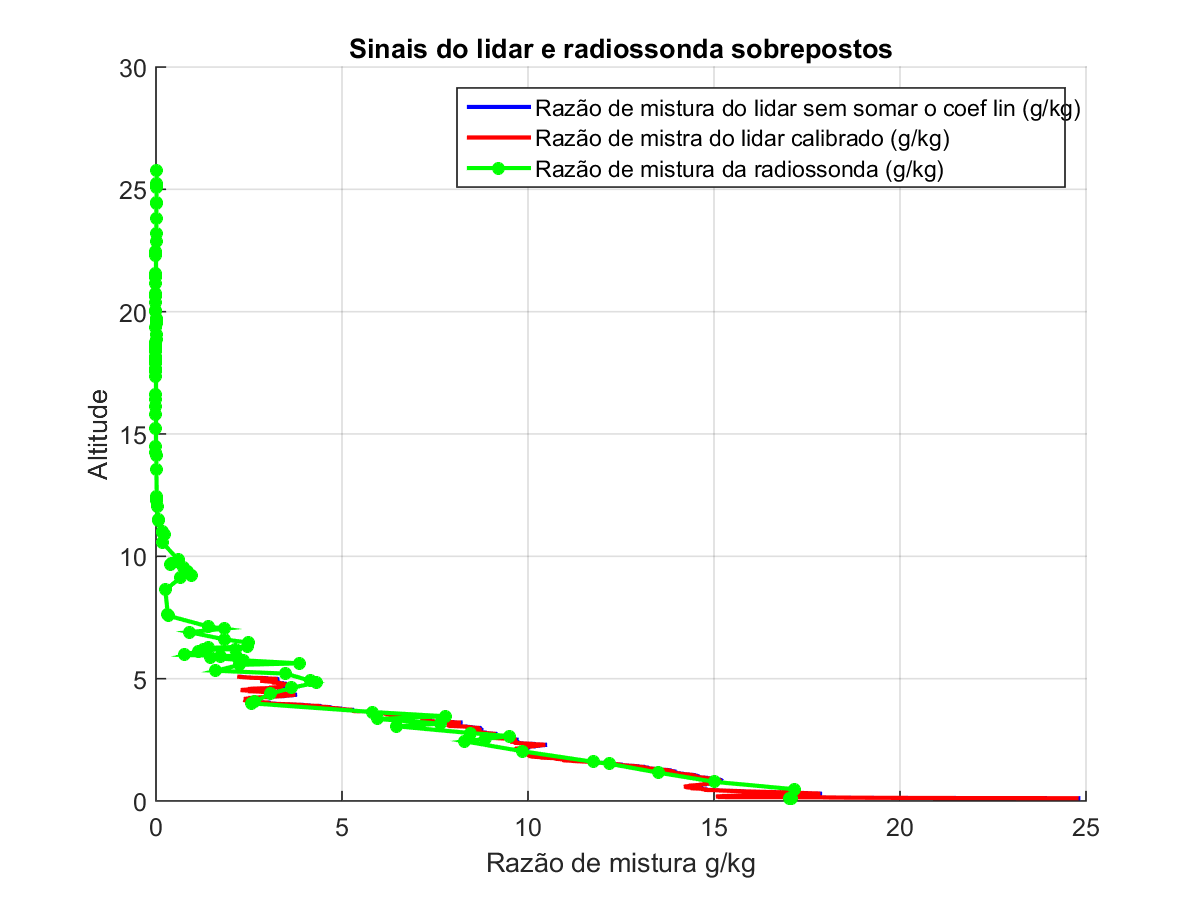 Sinais do lidar e radiossonda sobrepostos
30
Razão de mistura do lidar sem somar o coef lin (g/kg)
Razão de mistra do lidar calibrado (g/kg)
Razão de mistura da radiossonda (g/kg)
25
20
15
10
5
0
Altitude
0 5 10 15 20 25
Razão de mistura g/kg